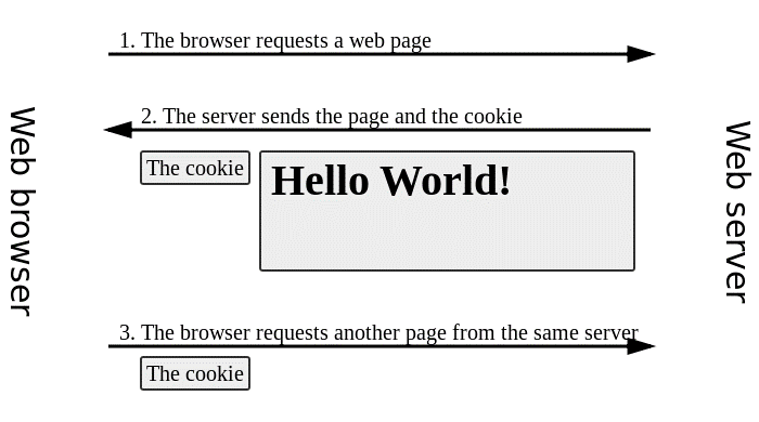 1. The browser requests a web page
2. The server sends the page and the cookie
The cookie
Hello World!
Web browser
Web server
3. The browser requests another page from the same server
The cookie